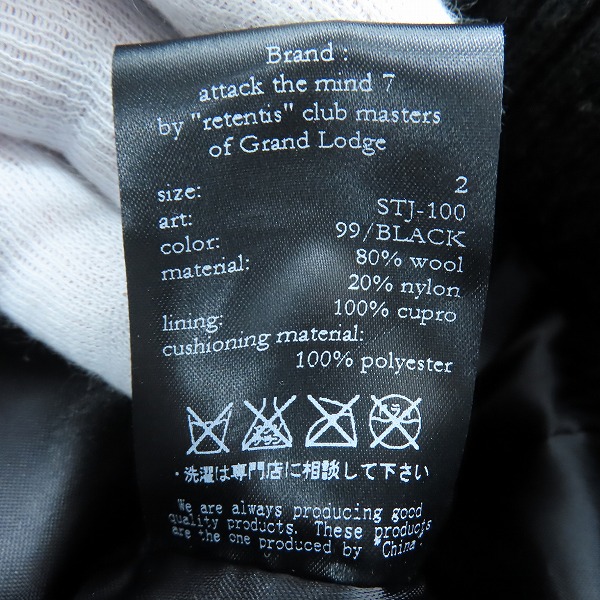 Brand :
attack the mind 7
by "retentis" club masters
of Grand Lodge
size: 2
art: STJ-100
color: 99/BLACK
material: 80% wool
20% nylon
lining: 100% cupro
cushioning material:
100% polyester
・洗濯は専門店に相談して下さい
We are always producing good
quality products. These products
are the one produced by "China.